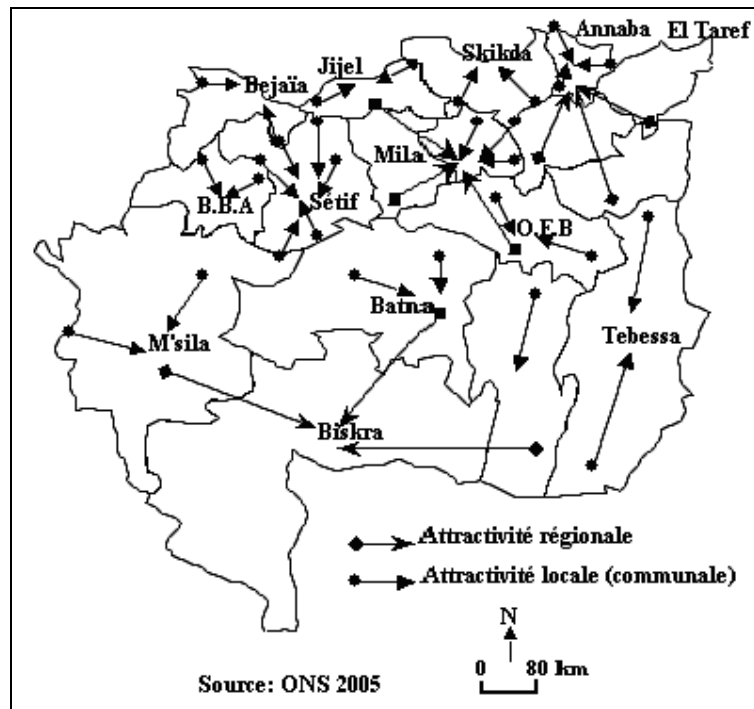 Annaba
El Taref
Skikda
Jijel
Bejaïa
Mila
B.B.A
Sétif
O.E.B
Batna
M'sila
Tebessa
Biskra
Attractivité régionale
Attractivité locale (communale)
N
0 80 km
Source: ONS 2005